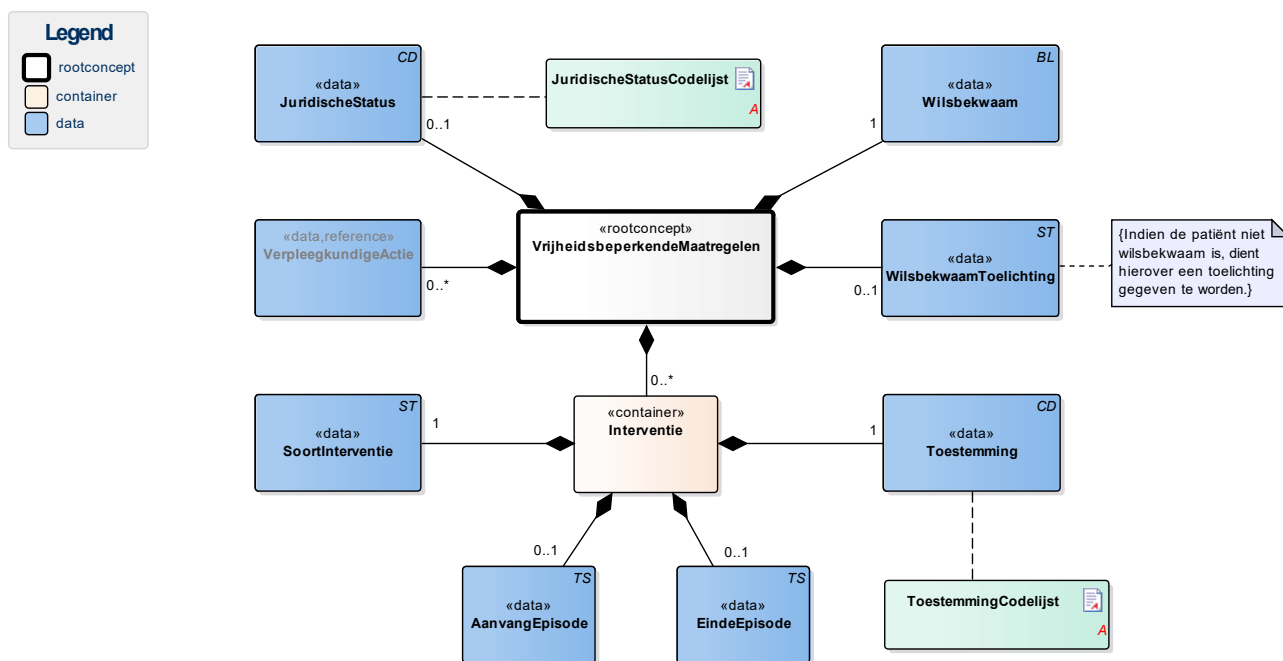 Legend
rootconcept
container
data
CD
«data»
JuridischeStatus
0..1
JuridischeStatusCodelijst
A
BL
«data»
Wilsbekwaam
1
«data,reference»
VerpleegkundigeActie
0..*
«rootconcept»
VrijheidsbeperkendeMaatregelen
ST
«data»
WilsbekwaamToelichting
0..1
{Indien de patiënt niet
wilsbekwaam is, dient
hierover een toelichting
gegeven te worden.}
0..*
ST
«data»
SoortInterventie
1
«container»
Interventie
1
CD
«data»
Toestemming
0..1
0..1
TS
«data»
AanvangEpisode
TS
«data»
EindeEpisode
ToestemmingCodelijst
A